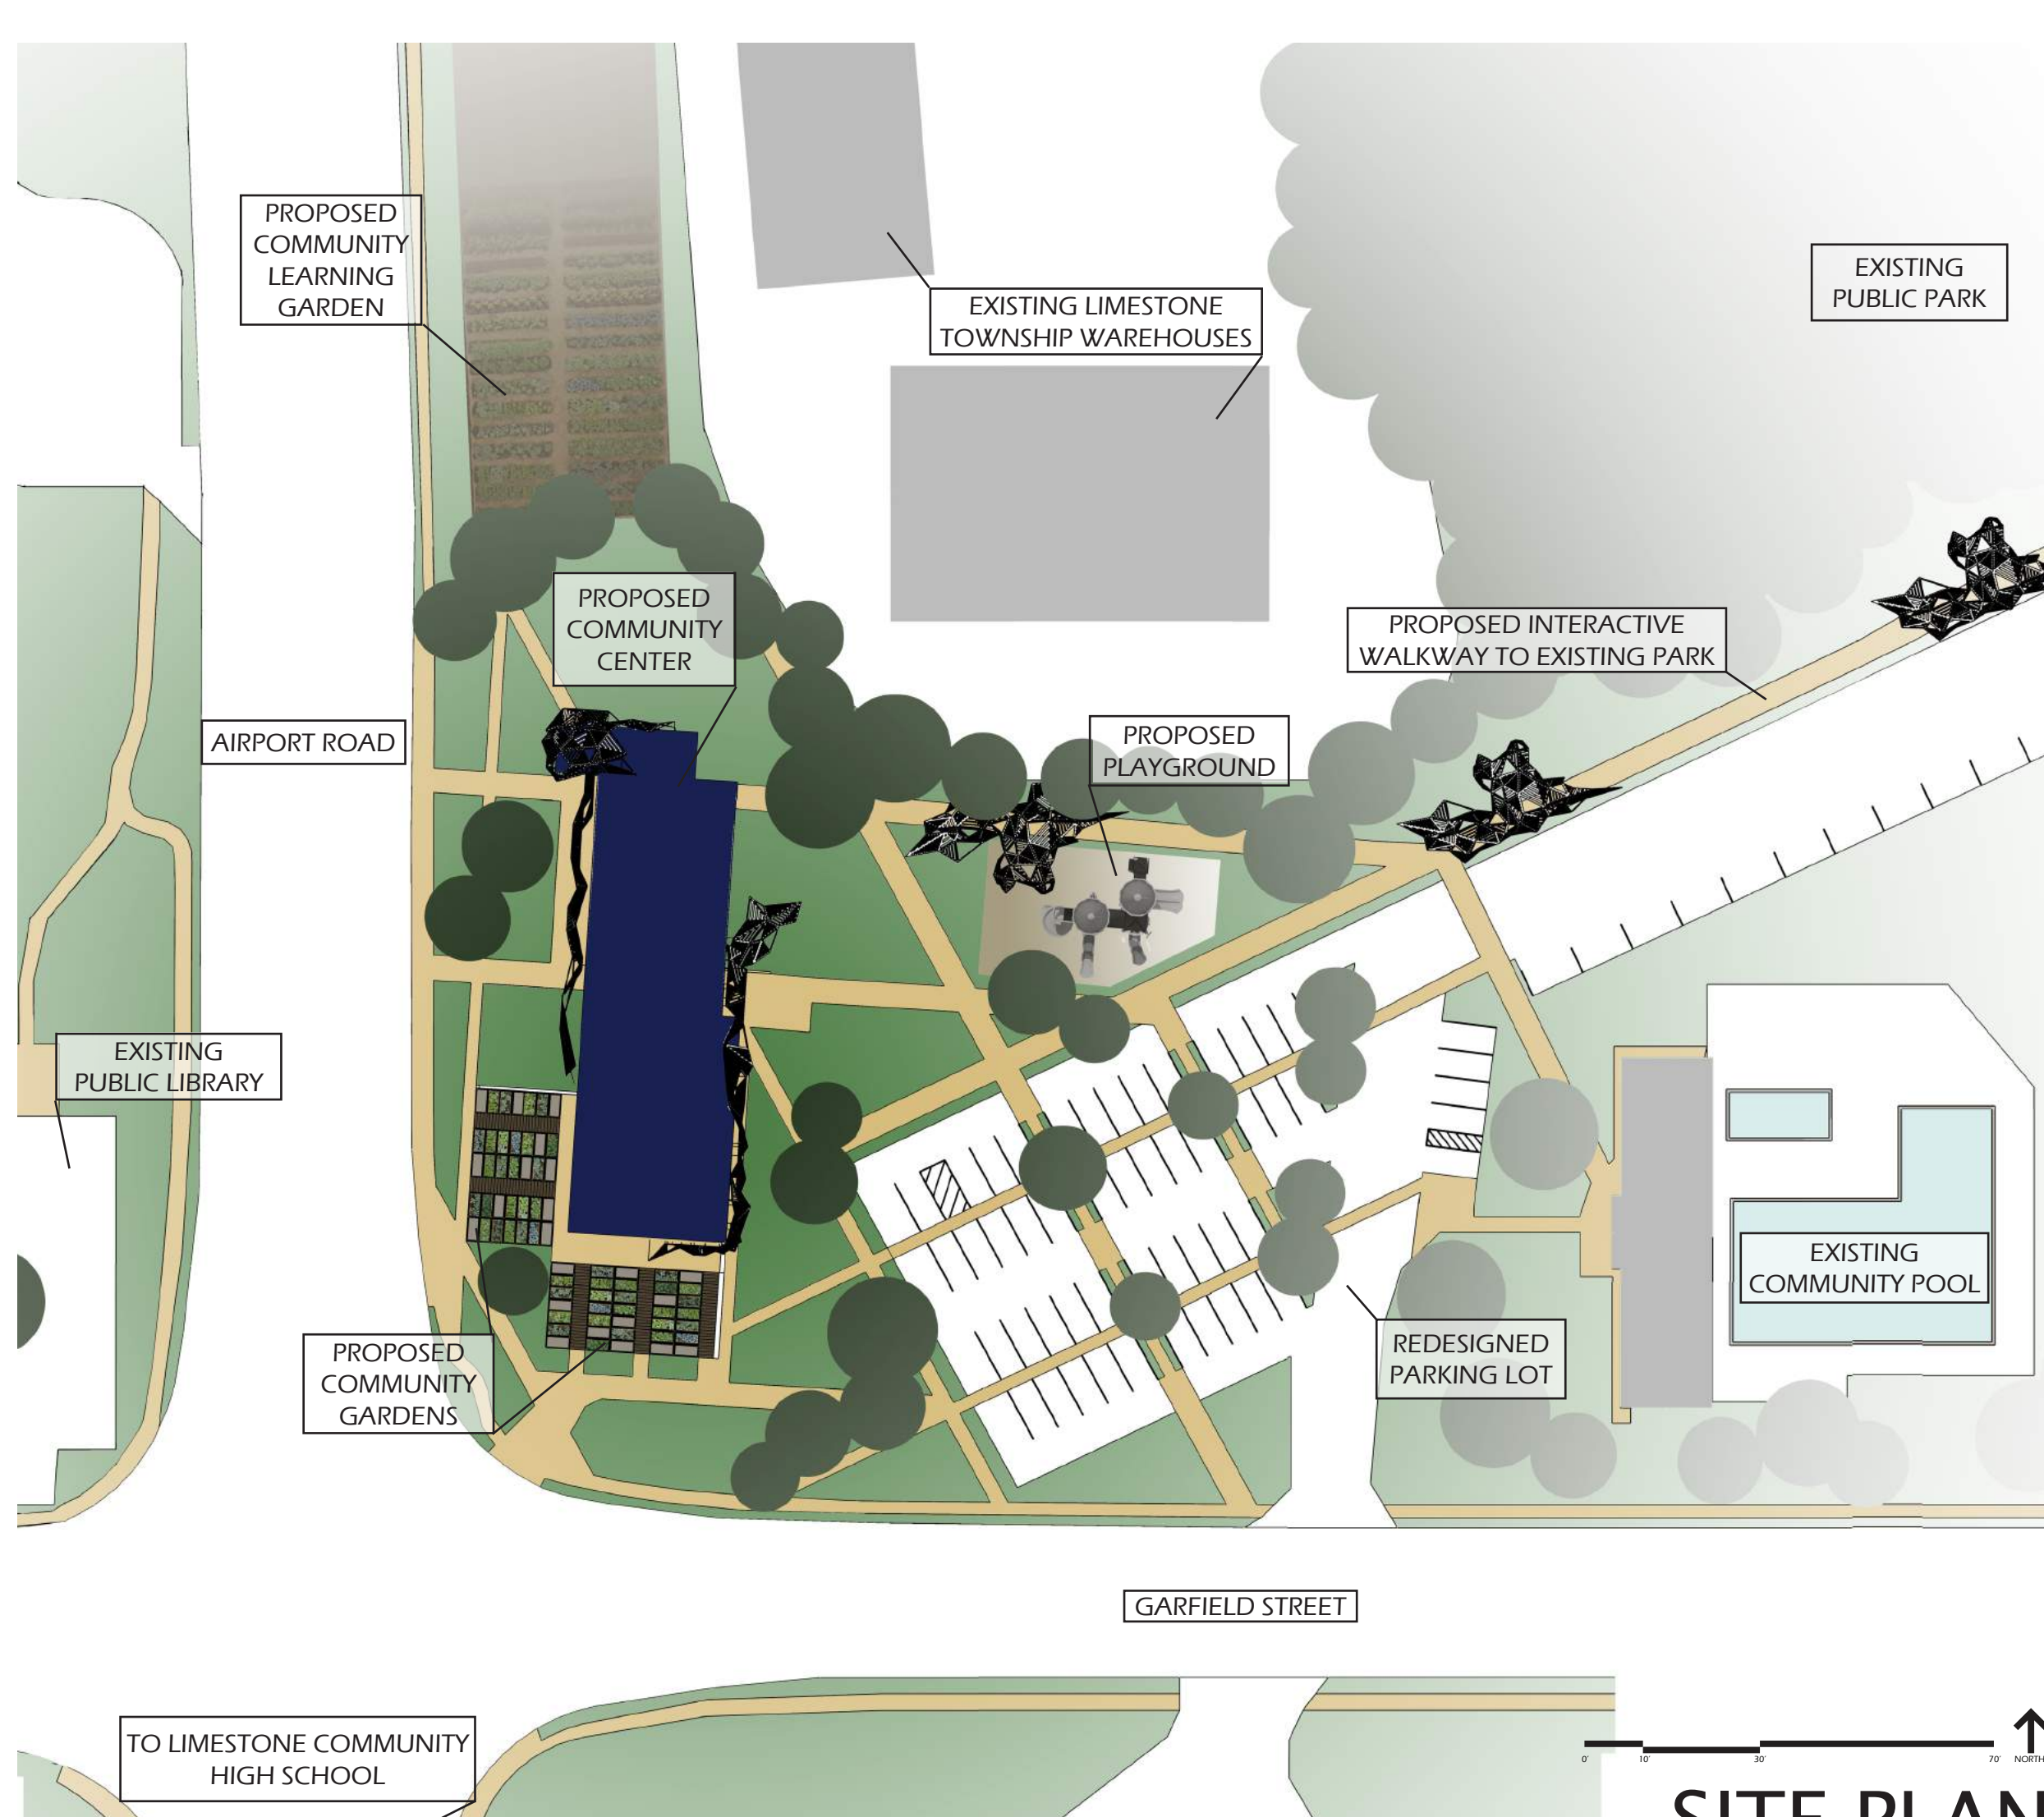 PROPOSED
COMMUNITY
LEARNING
GARDEN
EXISTING
PUBLIC PARK
EXISTING LIMESTONE
TOWNSHIP WAREHOUSES
PROPOSED
COMMUNITY
CENTER
PROPOSED INTERACTIVE
WALKWAY TO EXISTING PARK
AIRPORT ROAD
PROPOSED
PLAYGROUND
EXISTING
PUBLIC LIBRARY
EXISTING
COMMUNITY POOL
PROPOSED
COMMUNITY
GARDENS
REDESIGNED
PARKING LOT
GARFIELD STREET
TO LIMESTONE COMMUNITY
HIGH SCHOOL
0' 10' 30' 70' NORTH
SITE PLAN